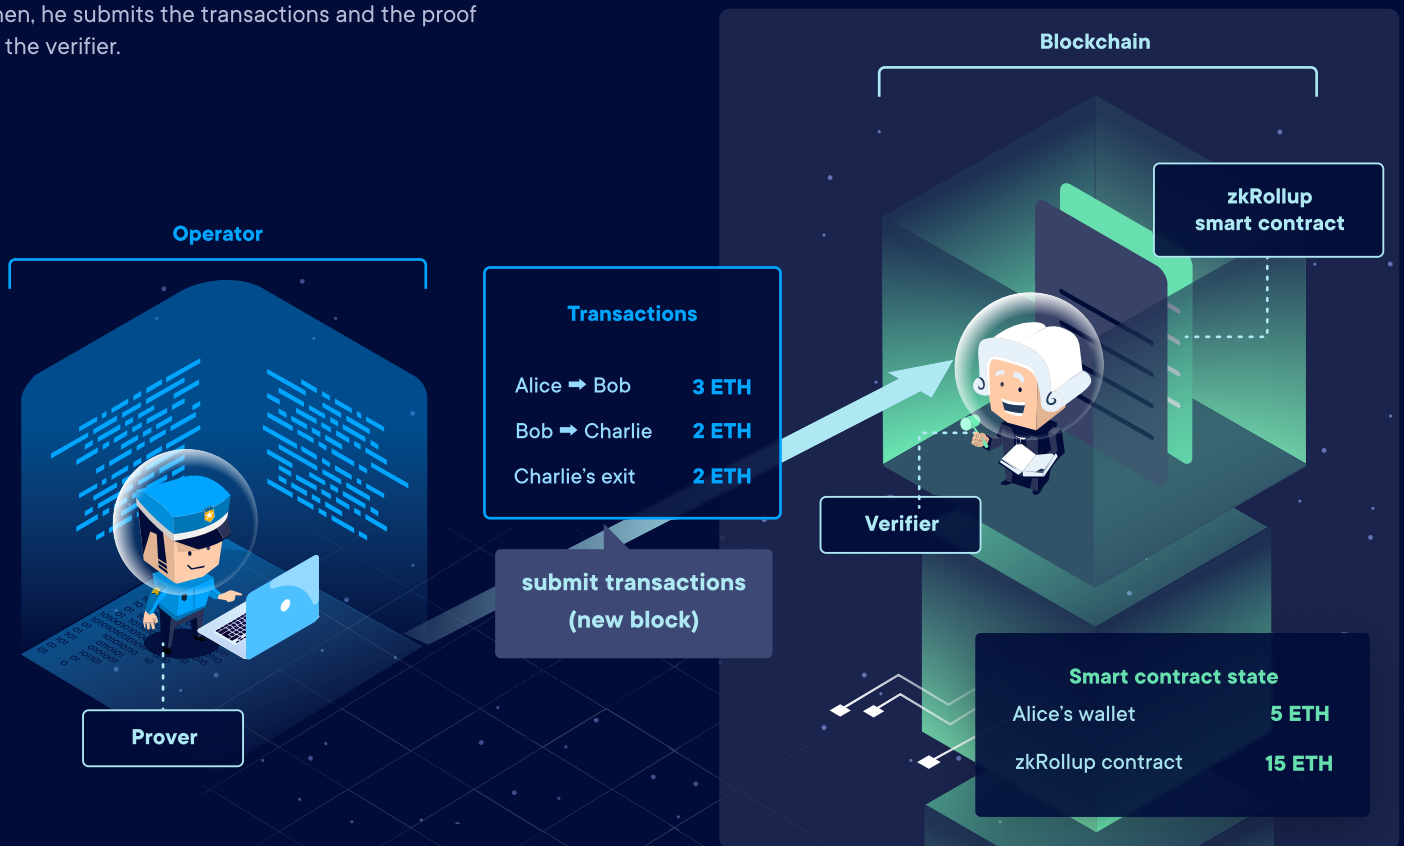 he submits the transactions and the proof
the verifier.
Blockchain
zkRollup
smart contract
Operator
Transactions
Alice ➡ Bob 3 ETH
Bob ➡ Charlie 2 ETH
Charlie's exit 2 ETH
Verifier
submit transactions
(new block)
Smart contract state
Alice's wallet 5 ETH
zkRollup contract 15 ETH
Prover